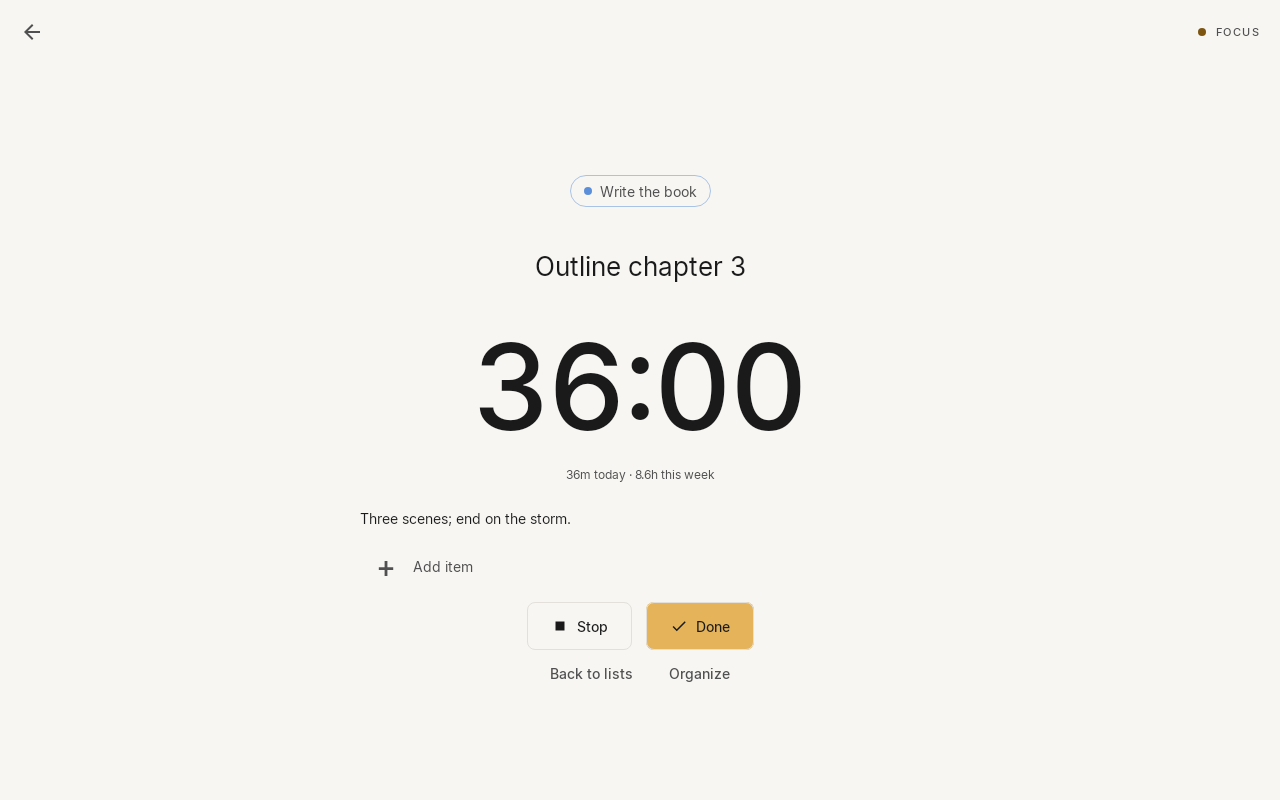 FOCUS
Write the book
Outline chapter 3
36:00
36m today · 8.6h this week
Three scenes; end on the storm.
Add item
Stop
Done
Back to lists
Organize